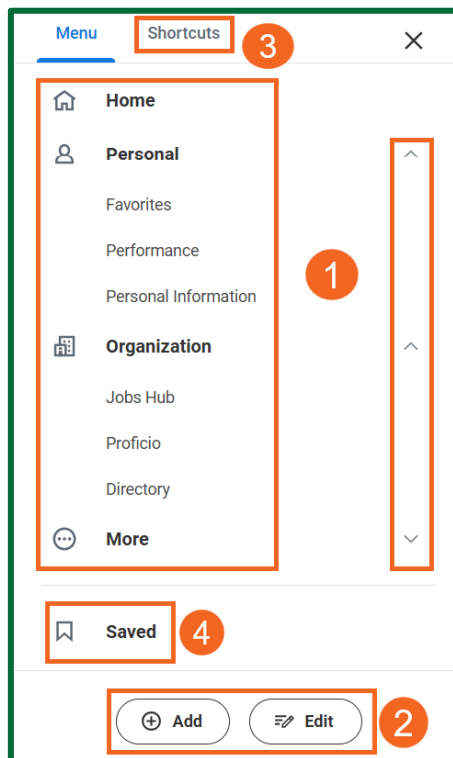 Menu Shortcuts 3
Home
Personal
Favorites
Performance
1
Personal Information
Organization
Jobs Hub
Proficio
Directory
More
Saved 4
Add Edit 2